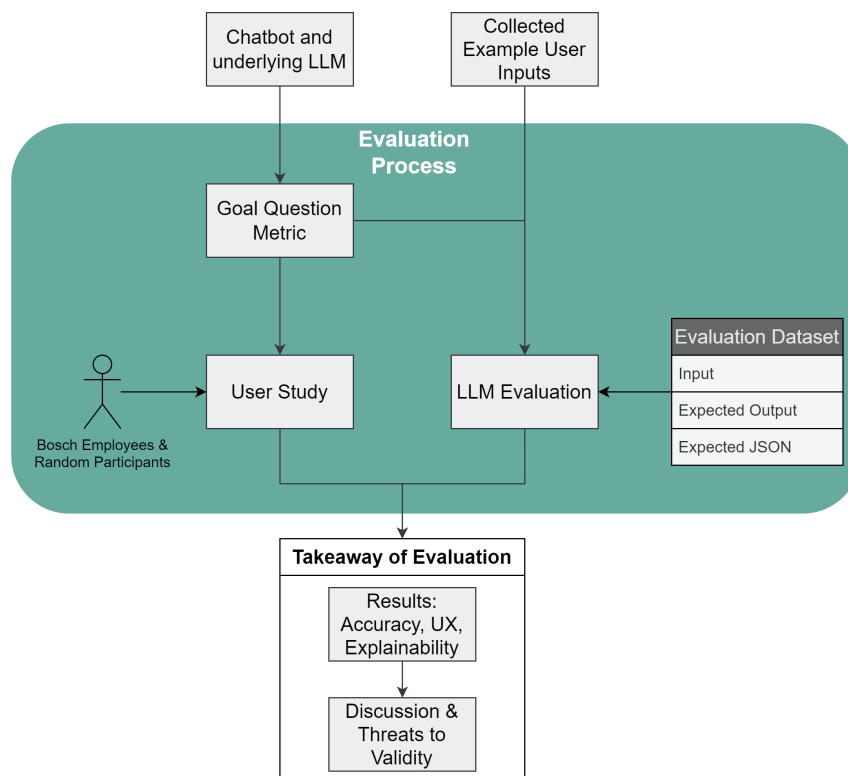 Chatbot and
underlying LLM
Collected
Example User
Inputs
Evaluation
Process
Goal Question
Metric
User Study
LLM Evaluation
Bosch Employees &
Random Participants
Evaluation Dataset
Input
Expected Output
Expected JSON
Takeaway of Evaluation
Results:
Accuracy, UX,
Explainability
Discussion &
Threats to
Validity